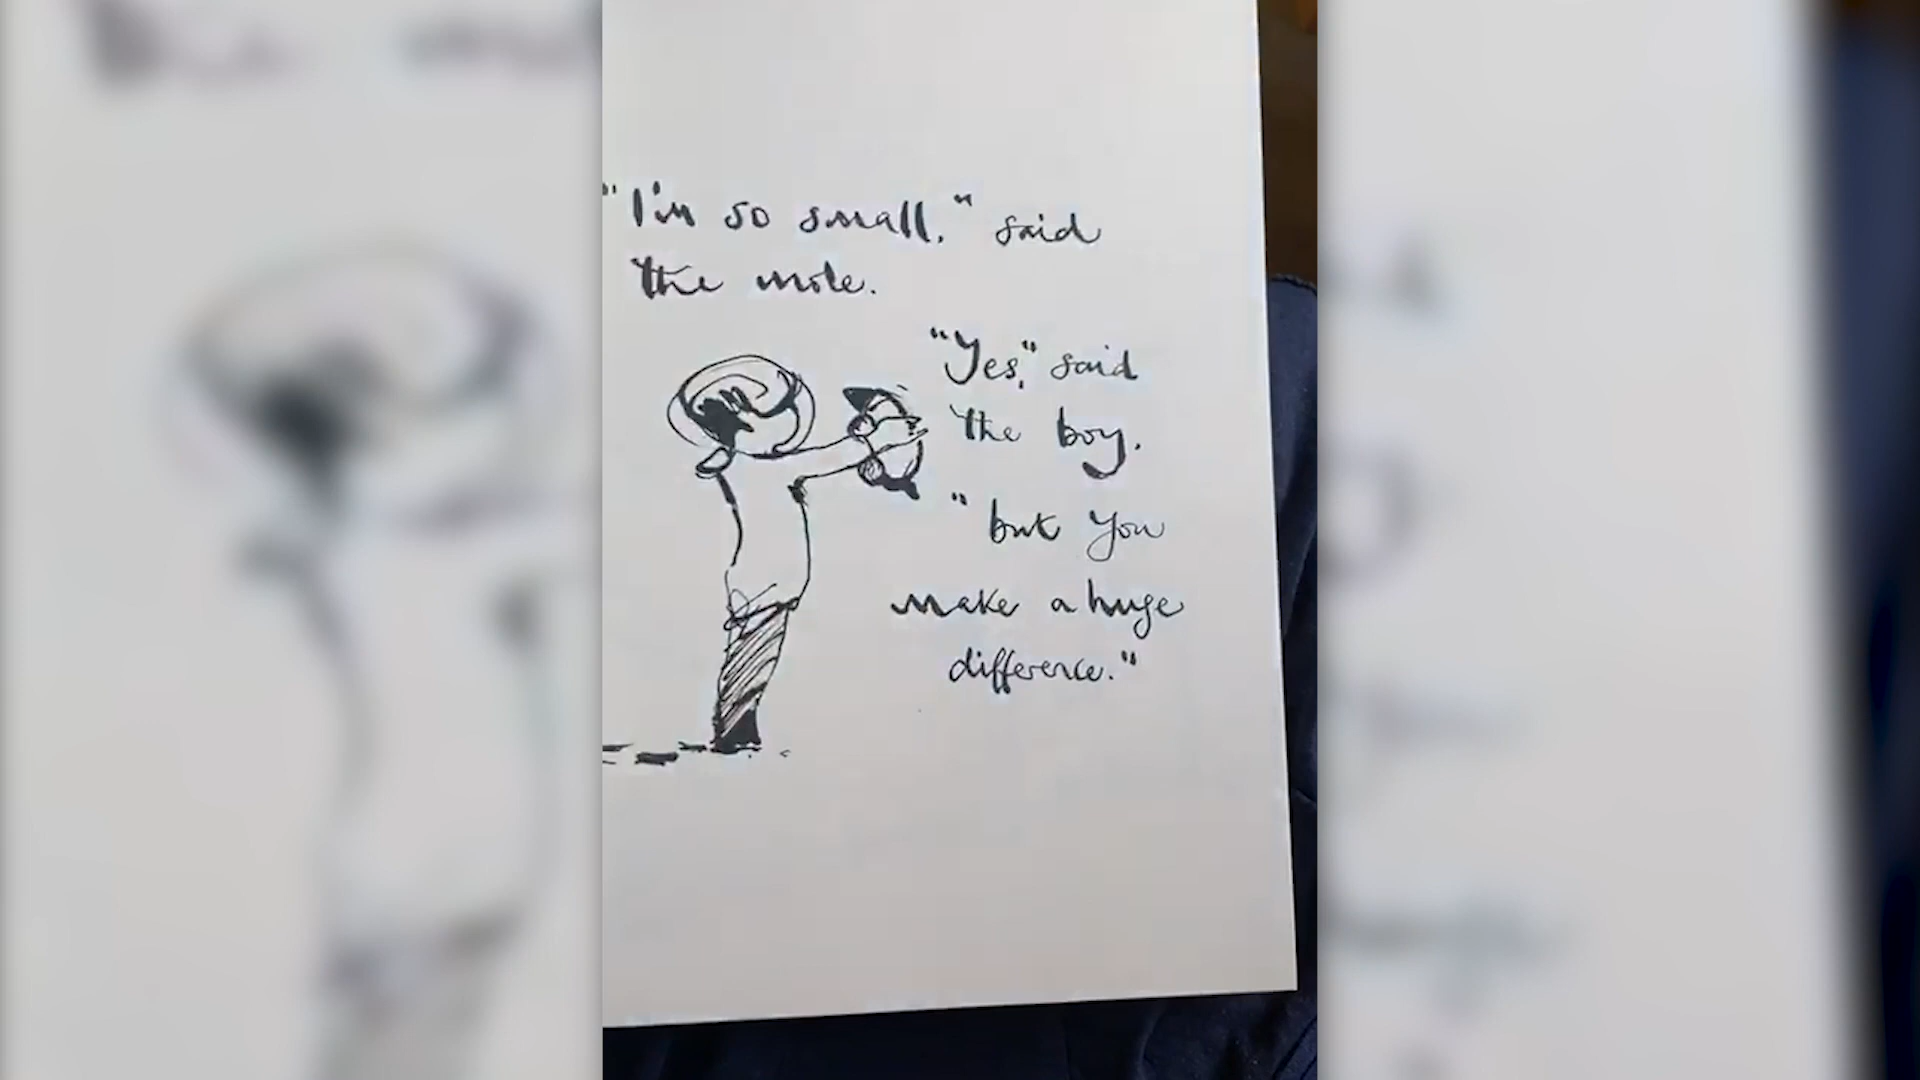 "I'm so small," said
the mole.
"Yes," said
the boy,
"but you
make a huge
difference."